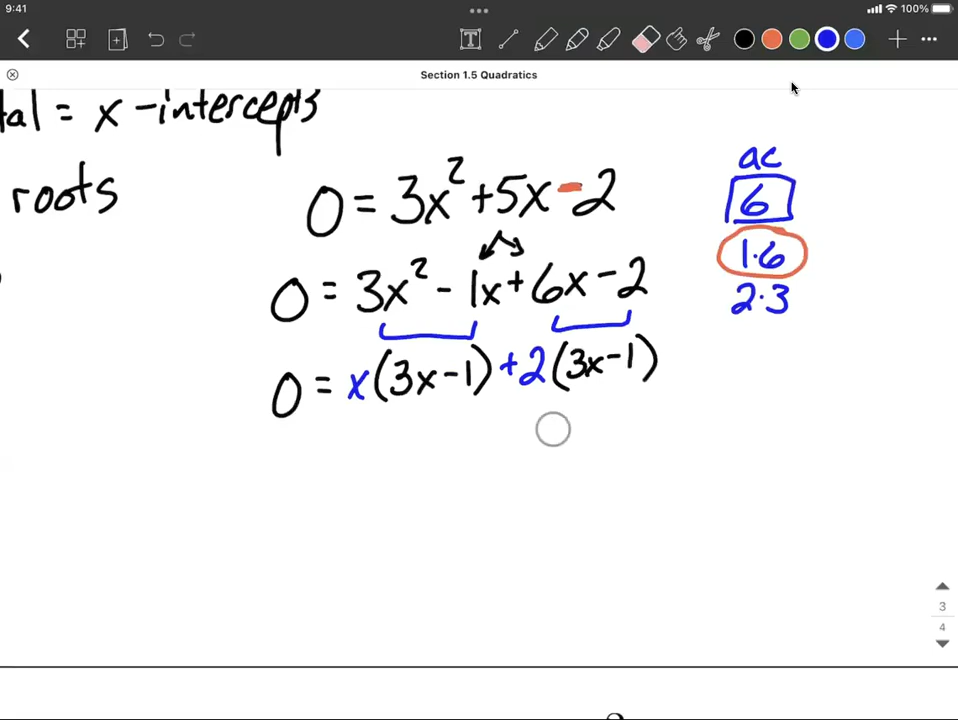 9:41
100%
Section 1.5 Quadratics
= x-intercepts
roots
0 = 3x² + 5x - 2
0 = 3x² - 1x + 6x - 2
0 = x(3x-1) + 2(3x-1)
ac
6
1·6
2·3
3
4